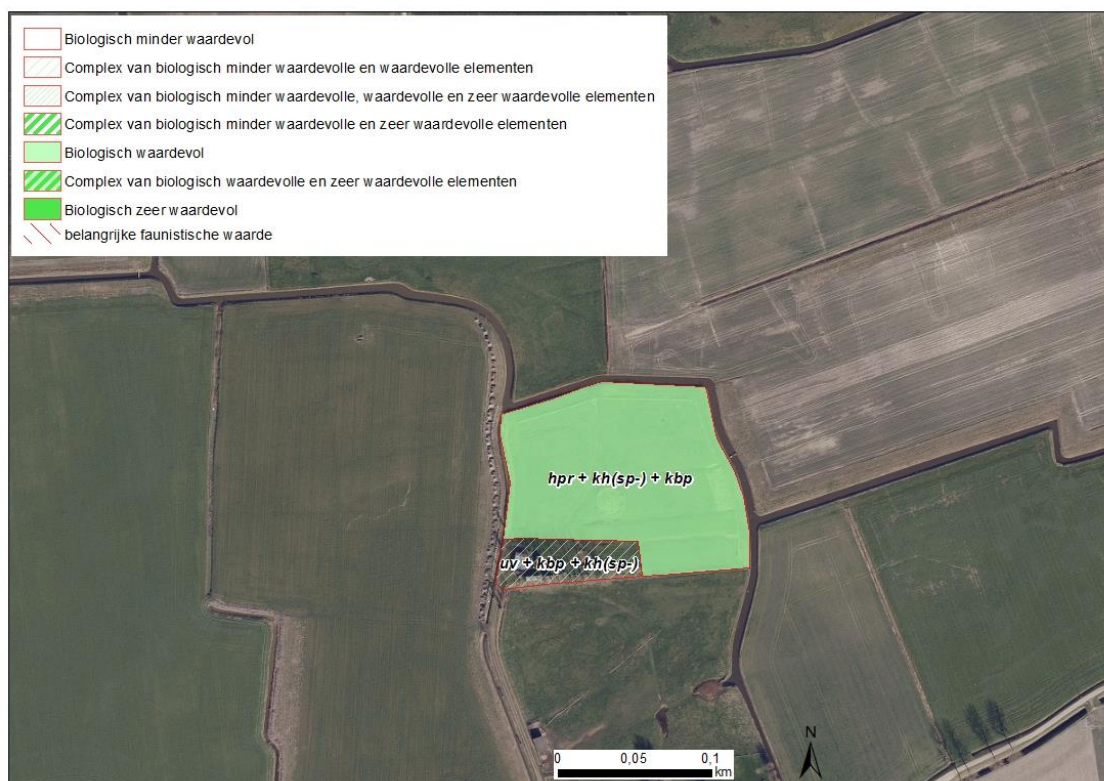 Biologisch minder waardevol
Complex van biologisch minder waardevolle en waardevolle elementen
Complex van biologisch minder waardevolle, waardevolle en zeer waardevolle elementen
Complex van biologisch minder waardevolle en zeer waardevolle elementen
Biologisch waardevol
Complex van biologisch waardevolle en zeer waardevolle elementen
Biologisch zeer waardevol
belangrijke faunistische waarde
hpr + kh(sp-) + kbp
uv + kbp + kh(sp-)
N
0 0,05 0,1
km